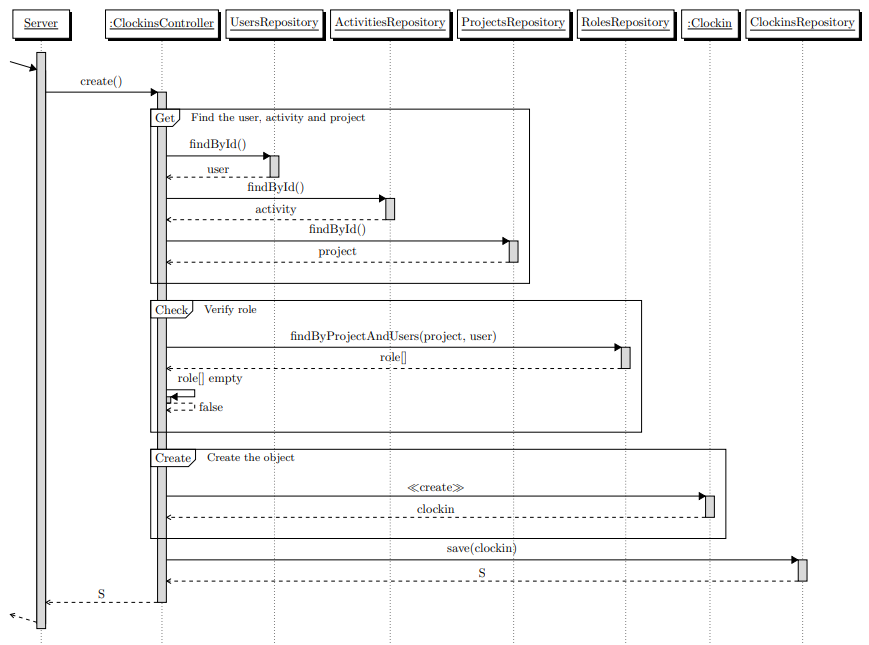 Server
:ClockinsController
UsersRepository
ActivitiesRepository
ProjectsRepository
RolesRepository
:Clockin
ClockinsRepository
create()
Get Find the user, activity and project
findById()
user
findById()
activity
findById()
project
Check Verify role
findByProjectAndUsers(project, user)
role[]
role[] empty
false
Create Create the object
≪create≫
clockin
save(clockin)
S
S